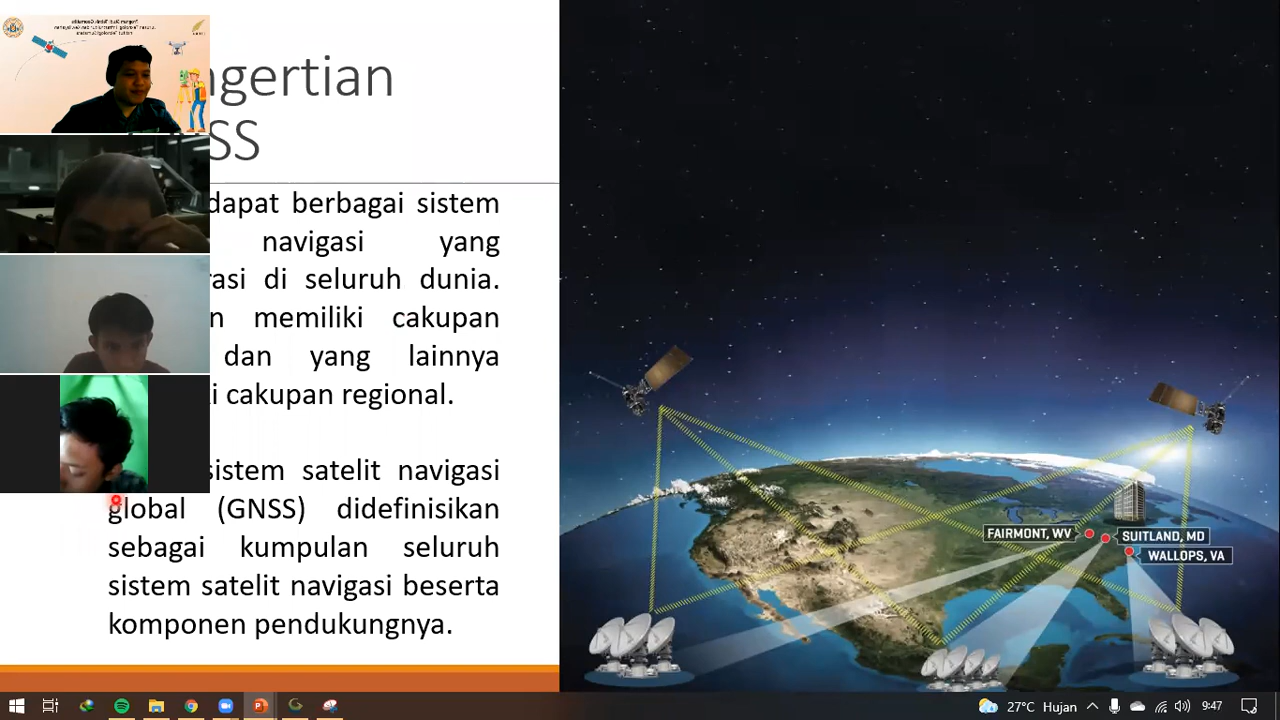 ngertian
SS
dapat berbagai sistem
navigasi yang
rasi di seluruh dunia.
n memiliki cakupan
dan yang lainnya
i cakupan regional.
sistem satelit navigasi
global (GNSS) didefinisikan
sebagai kumpulan seluruh
sistem satelit navigasi beserta
komponen pendukungnya.
FAIRMONT, WV
SUITLAND, MD
WALLOPS, VA
27°C Hujan
9:47